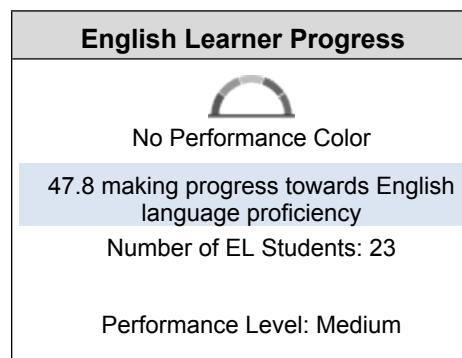 English Learner Progress
No Performance Color
47.8 making progress towards English
language proficiency
Number of EL Students: 23
Performance Level: Medium